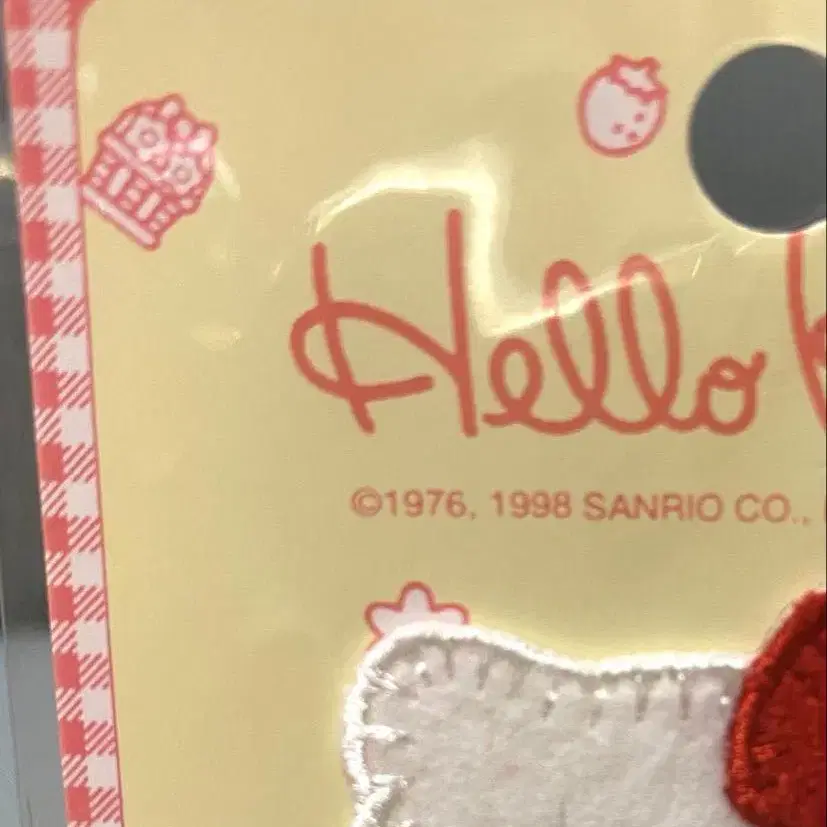 Hello
©1976, 1998 SANRIO CO.,